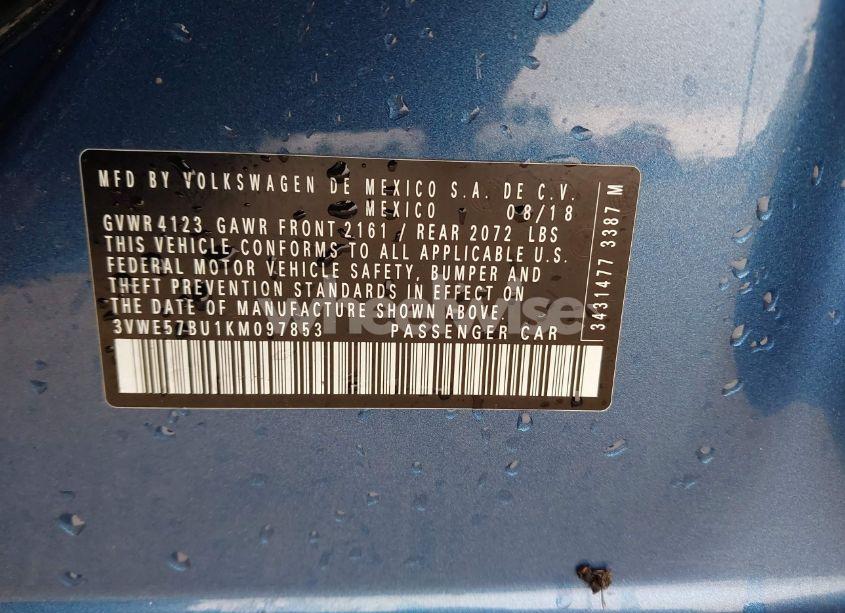 MFD BY VOLKSWAGEN DE MEXICO S.A. DE C.V.
MEXICO 08/18
GVWR 4123 GAWR FRONT 2161 / REAR 2072 LBS
THIS VEHICLE CONFORMS TO ALL APPLICABLE U.S.
FEDERAL MOTOR VEHICLE SAFETY, BUMPER AND
THEFT PREVENTION STANDARDS IN EFFECT ON
THE DATE OF MANUFACTURE SHOWN ABOVE.
3VWE57BU1KM097853 PASSENGER CAR
3431477 3387 M